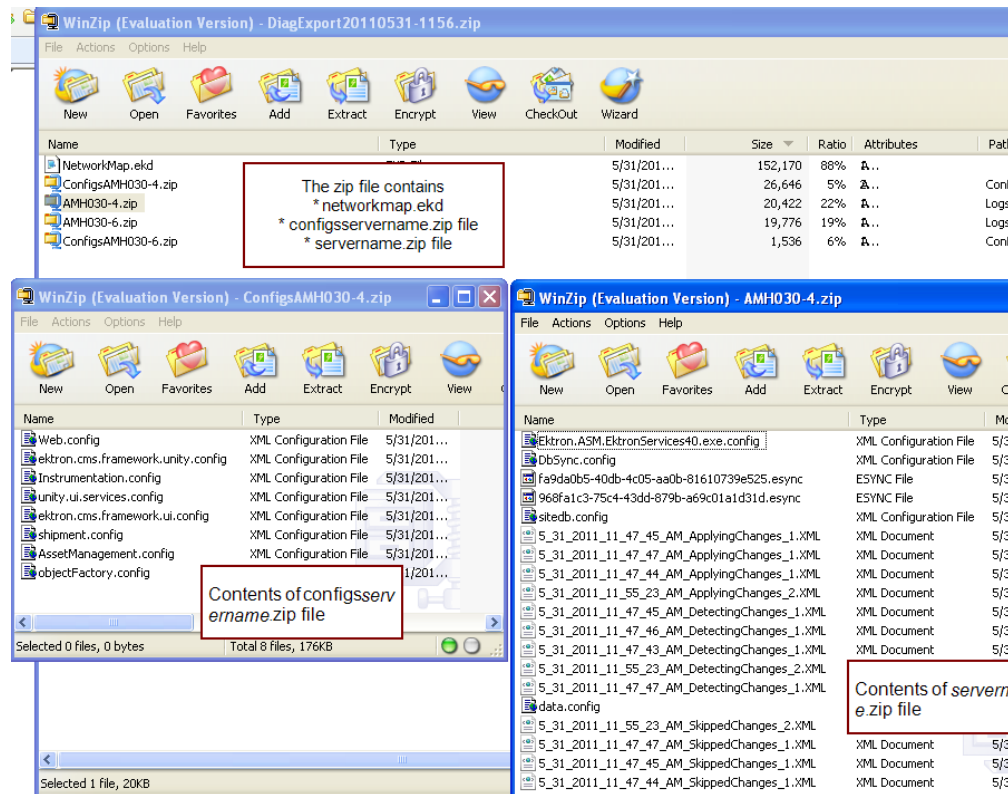 WinZip (Evaluation Version) - DiagExport20110531-1156.zip
File Actions Options Help
New Open Favorites Add Extract Encrypt View CheckOut Wizard
Name Type Modified Size Ratio Attributes
NetworkMap.ekd 5/31/201... 152,170 88% A..
ConfigsAMH030-4.zip 5/31/201... 26,646 5% A..
AMH030-4.zip 5/31/201... 20,422 22% A..
AMH030-6.zip 5/31/201... 19,776 19% A..
ConfigsAMH030-6.zip 5/31/201... 1,536 6% A..
The zip file contains
* networkmap.ekd
* configsservername.zip file
* servername.zip file
WinZip (Evaluation Version) - ConfigsAMH030-4.zip
File Actions Options Help
New Open Favorites Add Extract Encrypt View
Name Type Modified
Web.config XML Configuration File 5/31/201...
ektron.cms.framework.unity.config XML Configuration File 5/31/201...
Instrumentation.config XML Configuration File 5/31/201...
unity.ui.services.config XML Configuration File 5/31/201...
ektron.cms.framework.ui.config XML Configuration File 5/31/201...
shipment.config XML Configuration File 5/31/201...
AssetManagement.config XML Configuration File 5/31/201...
objectFactory.config
Contents of configsserv
ername.zip file
Selected 0 files, 0 bytes Total 8 files, 176KB
WinZip (Evaluation Version) - AMH030-4.zip
File Actions Options Help
New Open Favorites Add Extract Encrypt View
Name Type
Ektron.ASM.EktronServices40.exe.config XML Configuration File
DbSync.config XML Configuration File
fa9da0b5-40db-4c05-aa0b-81610739e525.esync ESYNC File
968fa1c3-75c4-43dd-879b-a69c01a1d31d.esync ESYNC File
sitedb.config XML Configuration File
5_31_2011_11_47_45_AM_ApplyingChanges_1.XML XML Document
5_31_2011_11_47_47_AM_ApplyingChanges_1.XML XML Document
5_31_2011_11_47_44_AM_ApplyingChanges_1.XML XML Document
5_31_2011_11_55_23_AM_ApplyingChanges_2.XML XML Document
5_31_2011_11_47_45_AM_DetectingChanges_1.XML XML Document
5_31_2011_11_47_46_AM_DetectingChanges_1.XML XML Document
5_31_2011_11_47_43_AM_DetectingChanges_1.XML XML Document
5_31_2011_11_55_23_AM_DetectingChanges_2.XML
5_31_2011_11_47_47_AM_DetectingChanges_1.XML
data.config
5_31_2011_11_55_23_AM_SkippedChanges_2.XML
5_31_2011_11_47_47_AM_SkippedChanges_1.XML XML Document
5_31_2011_11_47_45_AM_SkippedChanges_1.XML XML Document
5_31_2011_11_47_44_AM_SkippedChanges_1.XML XML Document
Contents of
e.zip file
Selected 1 file, 20KB